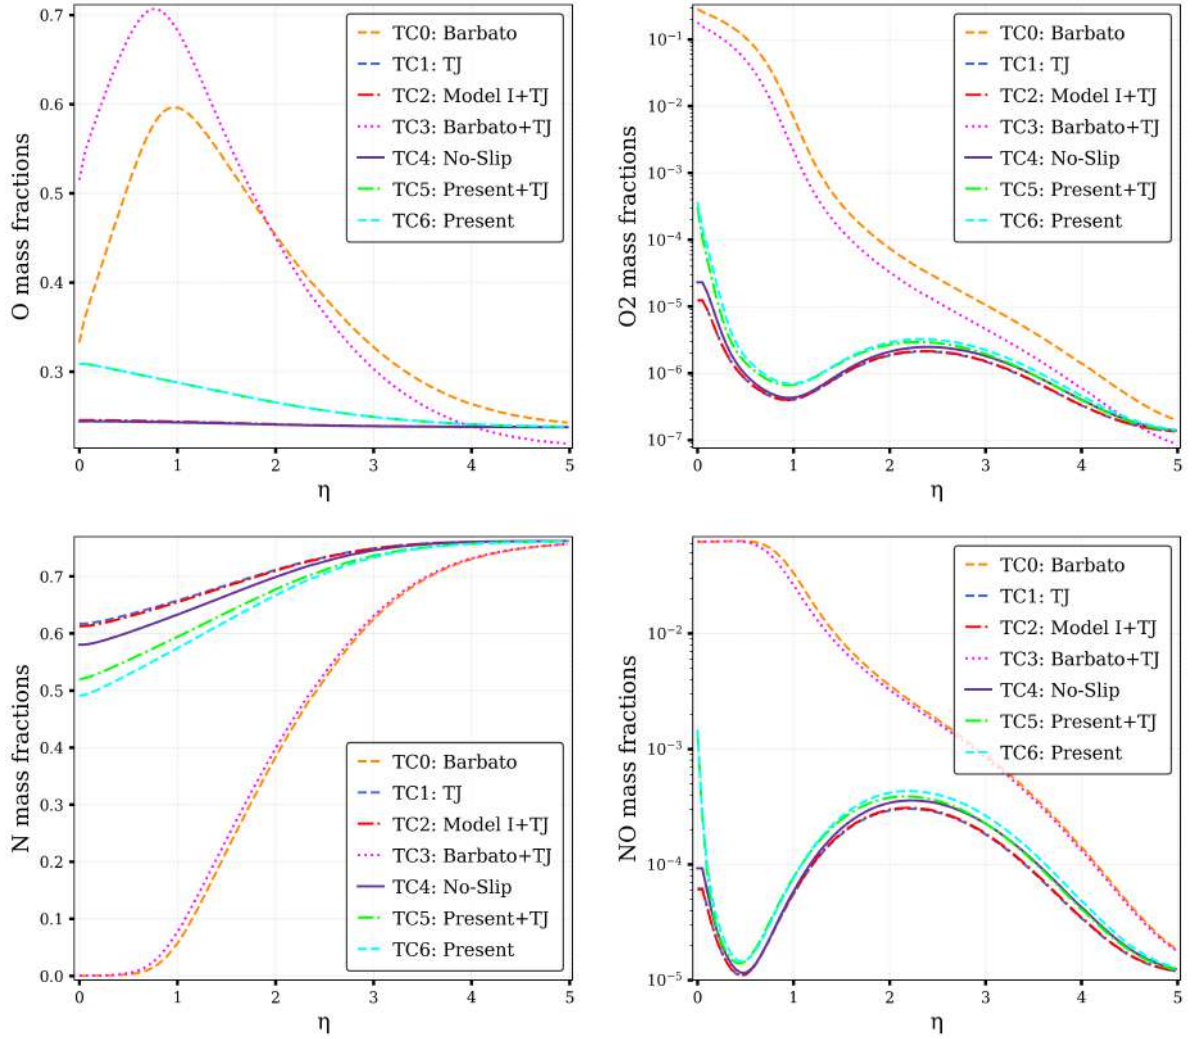 0.7
0.6
0.5
0.4
0.3
O mass fractions
TC0: Barbato
TC1: TJ
TC2: Model I+TJ
TC3: Barbato+TJ
TC4: No-Slip
TC5: Present+TJ
TC6: Present
0 1 2 3 4 5
η
10⁻¹
10⁻²
10⁻³
10⁻⁴
10⁻⁵
10⁻⁶
10⁻⁷
O2 mass fractions
TC0: Barbato
TC1: TJ
TC2: Model I+TJ
TC3: Barbato+TJ
TC4: No-Slip
TC5: Present+TJ
TC6: Present
0 1 2 3 4 5
η
0.7
0.6
0.5
0.4
0.3
0.2
0.1
0.0
N mass fractions
TC0: Barbato
TC1: TJ
TC2: Model I+TJ
TC3: Barbato+TJ
TC4: No-Slip
TC5: Present+TJ
TC6: Present
0 1 2 3 4 5
η
10⁻²
10⁻³
10⁻⁴
10⁻⁵
NO mass fractions
TC0: Barbato
TC1: TJ
TC2: Model I+TJ
TC3: Barbato+TJ
TC4: No-Slip
TC5: Present+TJ
TC6: Present
0 1 2 3 4 5
η